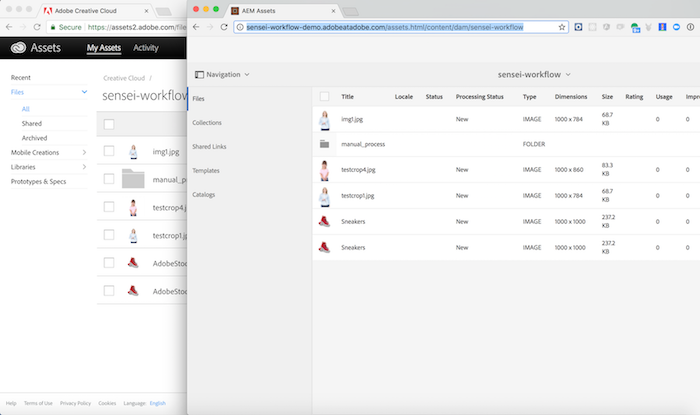 Adobe Creative Cloud
Secure https://assets2.adobe.com/file
Assets My Assets Activity
Recent
Files
All
Shared
Archived
Mobile Creations
Libraries
Prototypes & Specs
Creative Cloud /
sensei-workflow
img1.jpg
manual_p
testcrop4.jpg
testcrop1.jpg
AdobeStoc
AdobeStoc
Help Terms of Use Privacy Policy Cookies Language English
AEM Assets
sensei-workflow-demo.adobeatadobe.com/assets.html/content/dam/sensei-workflow
Navigation
sensei-workflow
Files
Collections
Shared Links
Templates
Catalogs
Title Locale Status Processing Status Type Dimensions Size Rating Usage Impre
img1.jpg New IMAGE 1000 x 784 68.7 KB 0 0
manual_process FOLDER
testcrop4.jpg New IMAGE 1000 x 860 83.3 KB 0 0
testcrop1.jpg New IMAGE 1000 x 784 68.7 KB 0 0
Sneakers New IMAGE 1000 x 1000 237.2 KB 0 0
Sneakers New IMAGE 1000 x 1000 237.2 KB 0 0